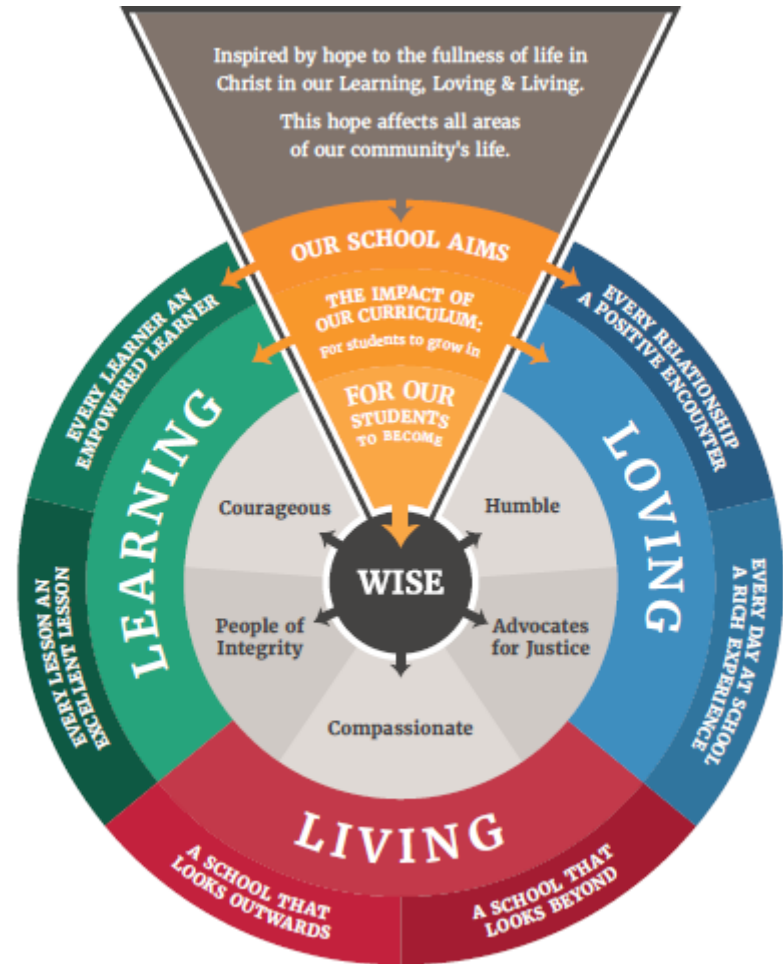 Inspired by hope to the fullness of life in
Christ in our Learning, Loving & Living.
This hope affects all areas
of our community's life.
OUR SCHOOL AIMS
THE IMPACT OF
OUR CURRICULUM:
For students to grow in
FOR OUR
STUDENTS
TO BECOME
WISE
Courageous
Humble
People of
Integrity
Advocates
for Justice
Compassionate
LEARNING
LOVING
LIVING
EVERY LEARNER AN
EMPOWERED LEARNER
EVERY LESSON AN
EXCELLENT LESSON
EVERY RELATIONSHIP
A POSITIVE ENCOUNTER
EVERY DAY AT SCHOOL
A RICH EXPERIENCE
A SCHOOL THAT
LOOKS OUTWARDS
A SCHOOL THAT
LOOKS BEYOND